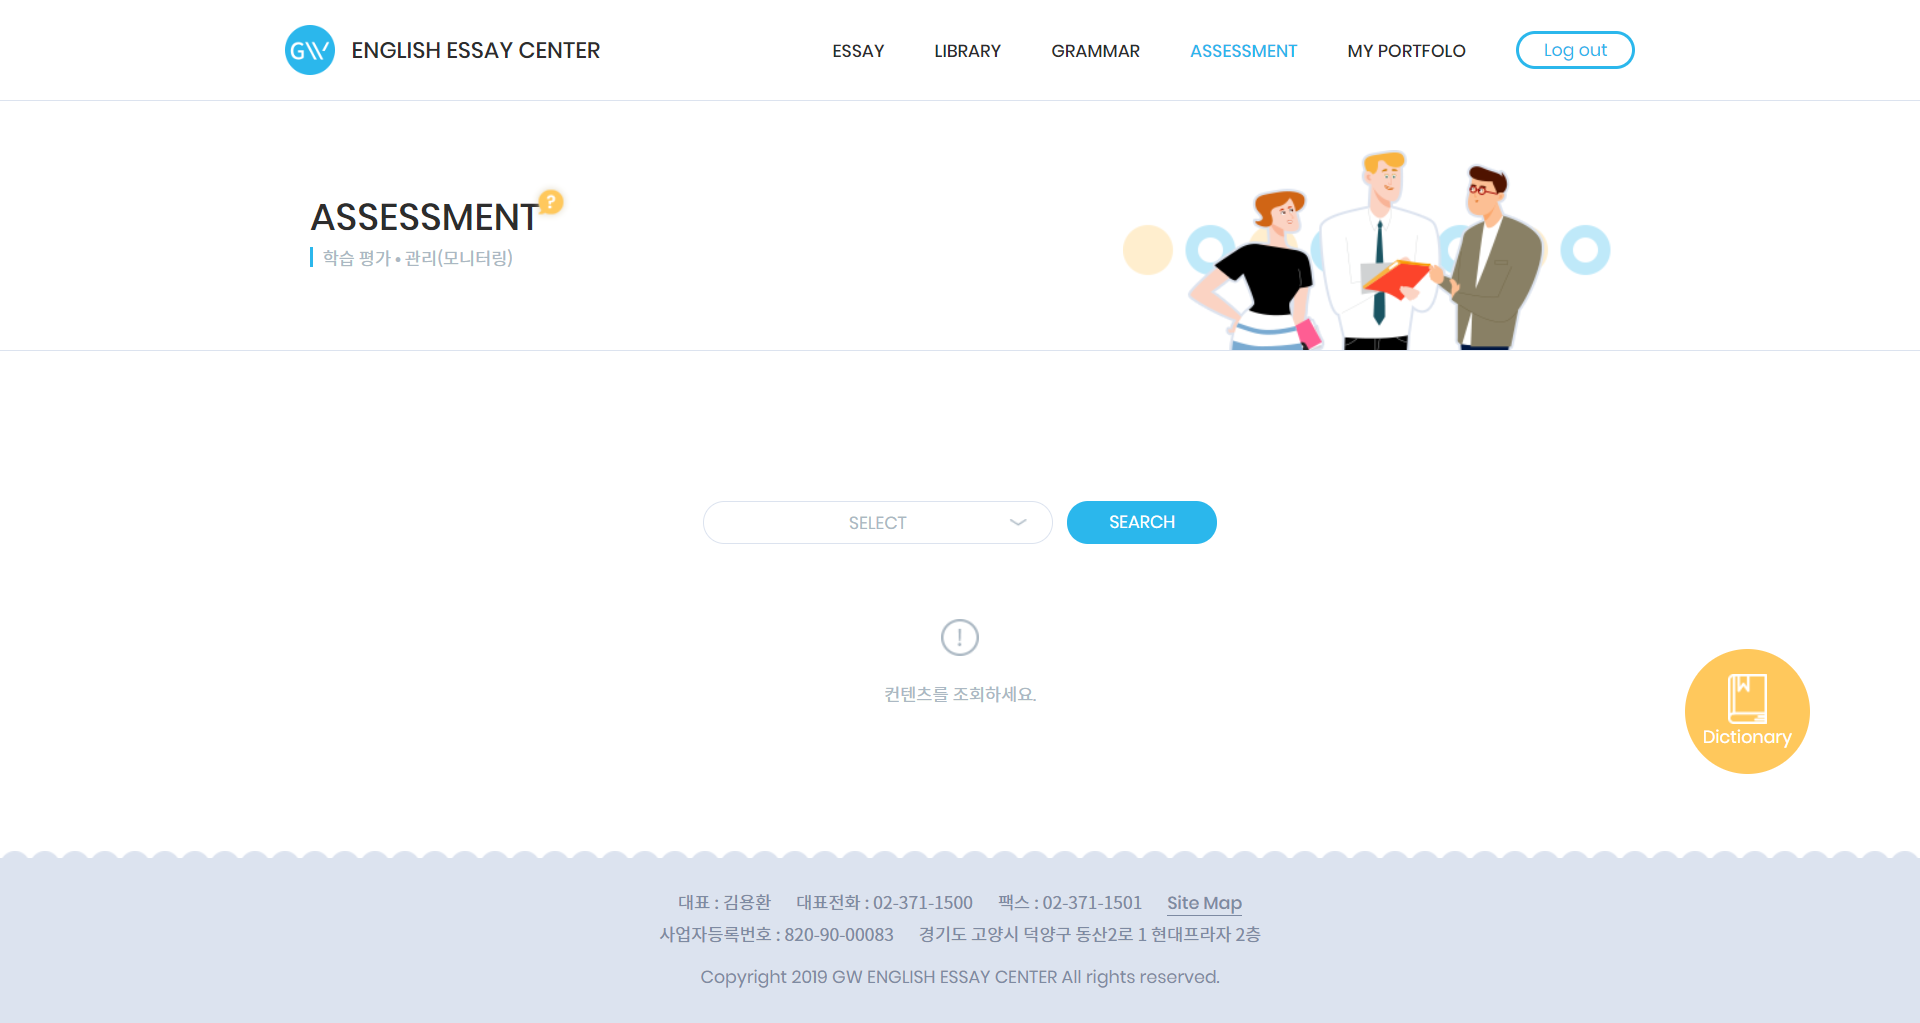 GW ENGLISH ESSAY CENTER ESSAY LIBRARY GRAMMAR ASSESSMENT MY PORTFOLO Log out
ASSESSMENT ?
학습 평가 • 관리(모니터링)
SELECT SEARCH
!
컨텐츠를 조회하세요.
Dictionary
대표 : 김용환 대표전화 : 02-371-1500 팩스 : 02-371-1501 Site Map
사업자등록번호 : 820-90-00083 경기도 고양시 덕양구 동산2로 1 현대프라자 2층
Copyright 2019 GW ENGLISH ESSAY CENTER All rights reserved.